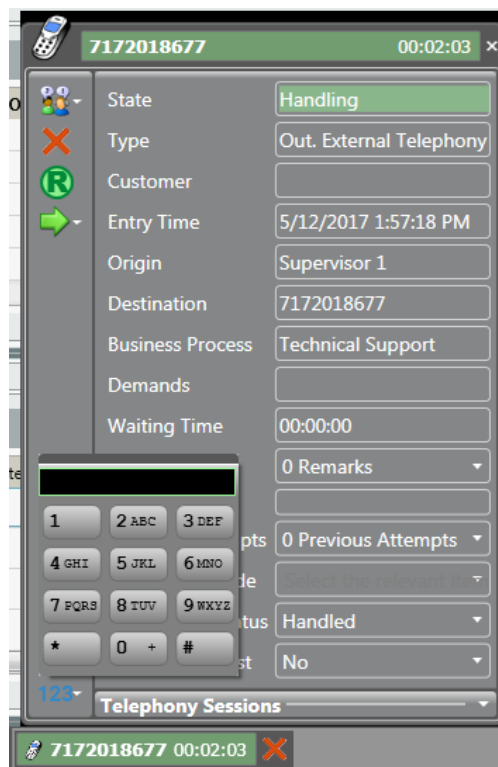 7172018677 00:02:03 ×
State Handling
Type Out. External Telephony
Customer
Entry Time 5/12/2017 1:57:18 PM
Origin Supervisor 1
Destination 7172018677
Business Process Technical Support
Demands
Waiting Time 00:00:00
0 Remarks
pts 0 Previous Attempts
de Select the relevant ite
tus Handled
st No
1 2 ABC 3 DEF
4 GHI 5 JKL 6 MNO
7 PQRS 8 TUV 9 WXYZ
* 0 + #
123
Telephony Sessions
7172018677 00:02:03